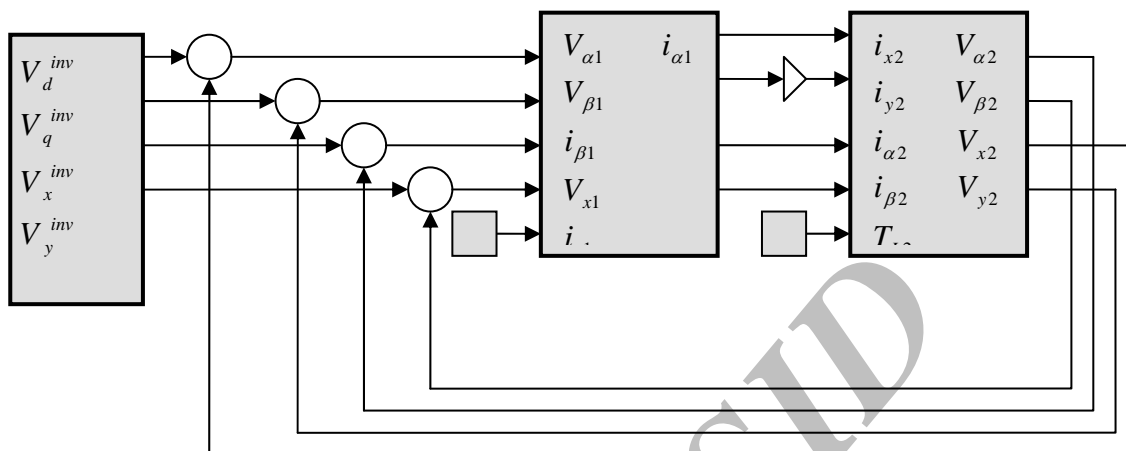 V_d^inv
V_q^inv
V_x^inv
V_y^inv
V_α1 i_α1
V_β1
i_β1
V_x1
i_x2 V_α2
i_y2 V_β2
i_α2 V_x2
i_β2 V_y2
SID